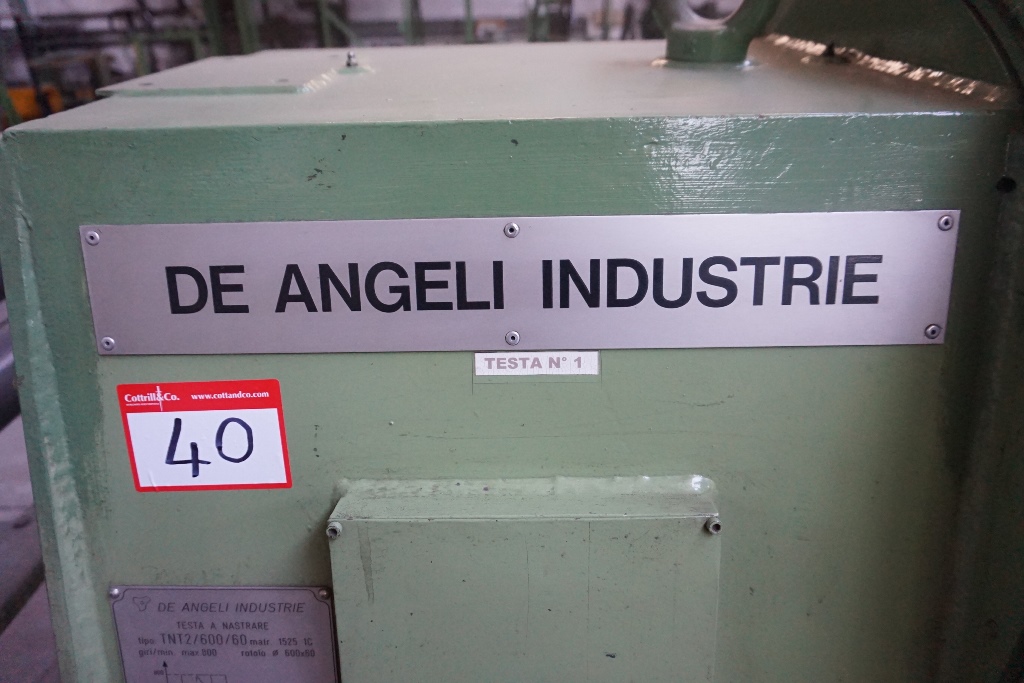 DE ANGELI INDUSTRIE
TESTA N° 1
Cottrill&Co. www.cottandco.com
40
DE ANGELI INDUSTRIE
TESTA A NASTRARE
tipo TNT2/600/60 matr. 1525 1C
giri/min. max 800 rotolo ø 600x60